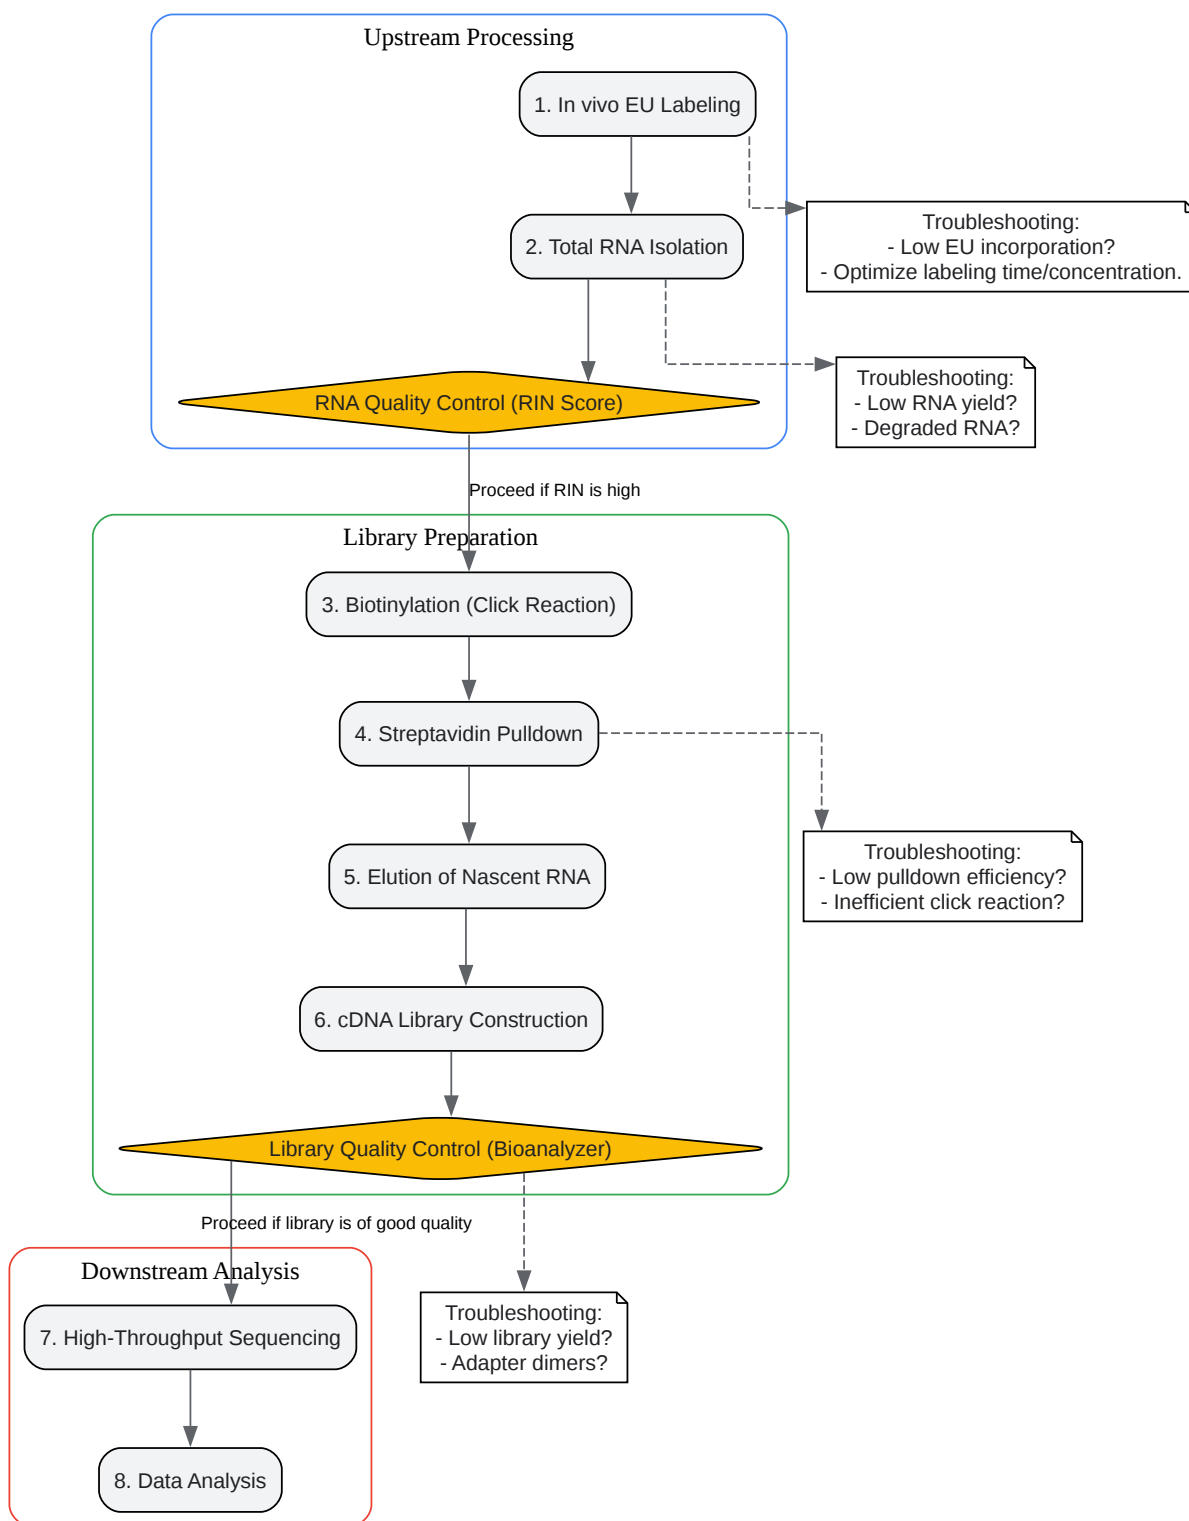 Upstream Processing
1. In vivo EU Labeling
2. Total RNA Isolation
Troubleshooting:
- Low EU incorporation?
- Optimize labeling time/concentration.
Troubleshooting:
- Low RNA yield?
- Degraded RNA?
RNA Quality Control (RIN Score)
Proceed if RIN is high
Library Preparation
3. Biotinylation (Click Reaction)
4. Streptavidin Pulldown
Troubleshooting:
- Low pulldown efficiency?
- Inefficient click reaction?
5. Elution of Nascent RNA
6. cDNA Library Construction
Library Quality Control (Bioanalyzer)
Proceed if library is of good quality
Downstream Analysis
7. High-Throughput Sequencing
Troubleshooting:
- Low library yield?
- Adapter dimers?
8. Data Analysis